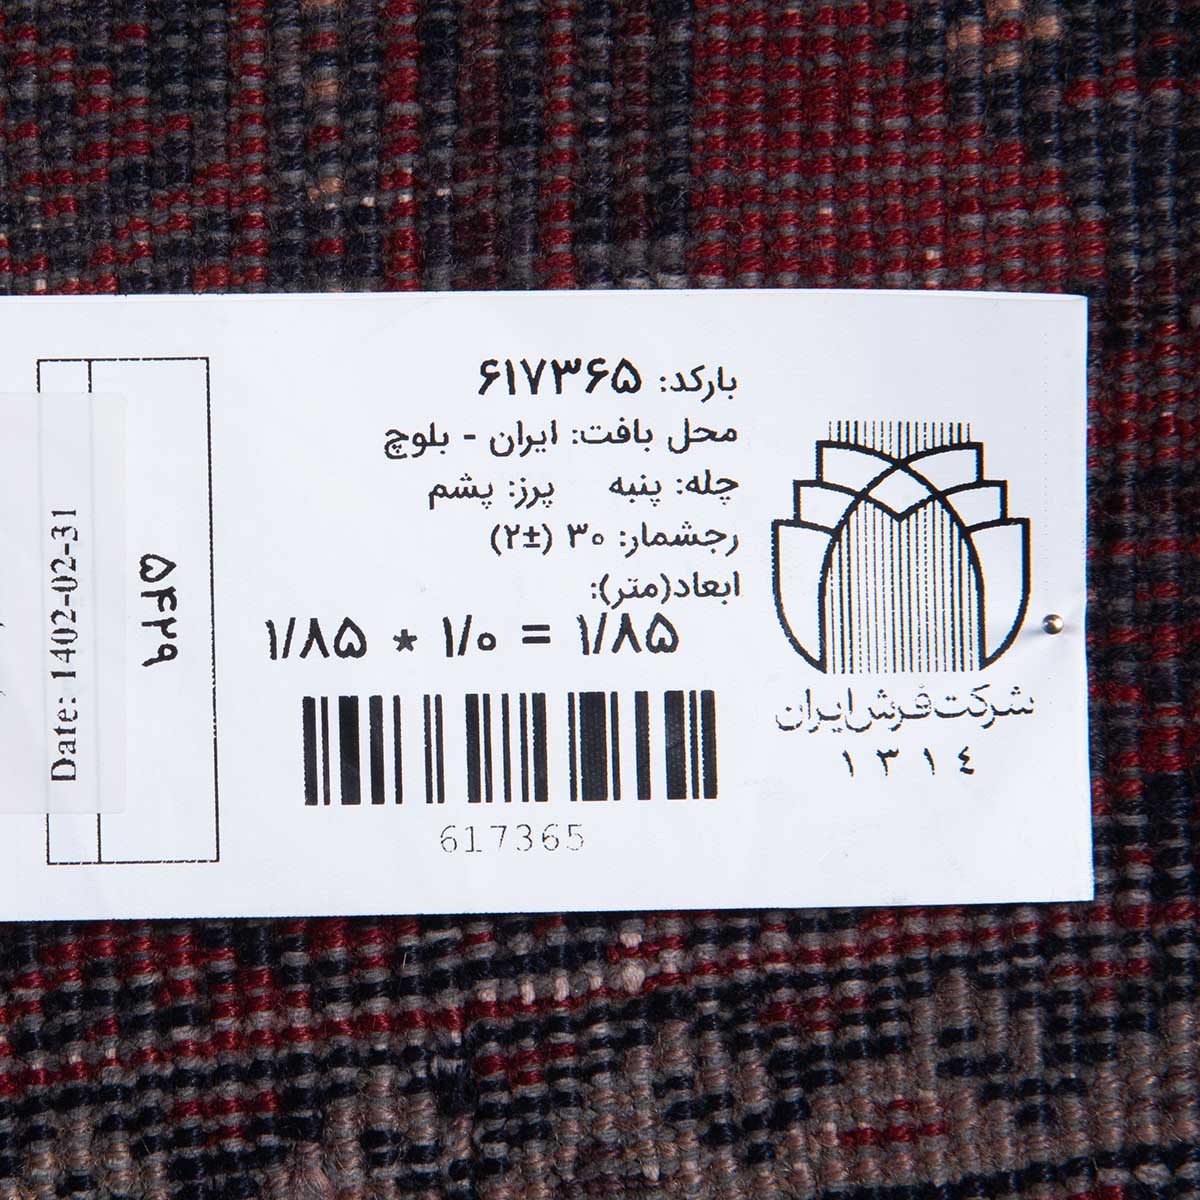 بارکد: ۶۱۷۳۶۵
محل بافت: ایران - بلوچ
چله: پنبه پرز: پشم
رجشمار: ۳۰ (±۲)
ابعاد(متر):
۱/۸۵ * ۱/۰ = ۱/۸۵
617365
شرکت فرش ایران
١٣١٤
۵۴۲۹
Date: 1402-02-31